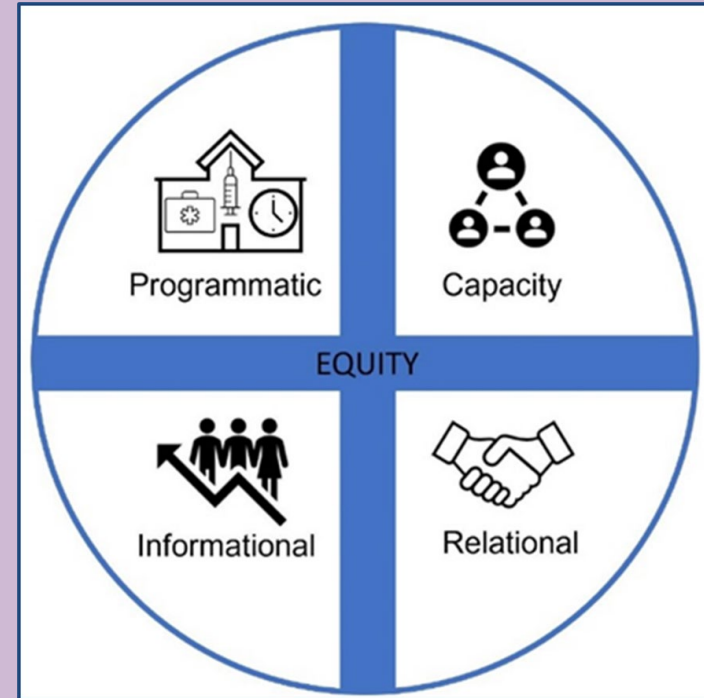 Programmatic
Capacity
EQUITY
Informational
Relational